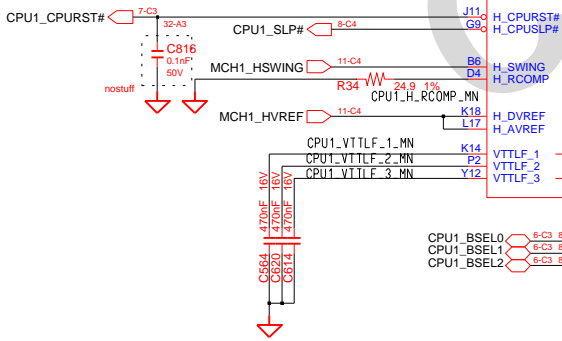 CPU1_CPURST# 7-C3 J11 H_CPURST#
32-A3
CPU1_SLP# 8-C4 G9 H_CPUSLP#
C816
0.1nF
50V
nostuff
MCH1_HSWING 11-C4 B6 H_SWING
D4 H_RCOMP
R34 24.9 1%
CPU1_H_RCOMP_MN
MCH1_HVREF 11-C4 K18 H_DVREF
L17 H_AVREF
CPU1_VTTLF_1_MN K14 VTTLF_1
CPU1_VTTLF_2_MN P2 VTTLF_2
CPU1_VTTLF_3_MN Y12 VTTLF_3
470nF 16V
470nF 16V
470nF 16V
C564
C620
C614
CPU1_BSEL0 6-C3 8
CPU1_BSEL1 6-C3 8
CPU1_BSEL2 6-C3 8